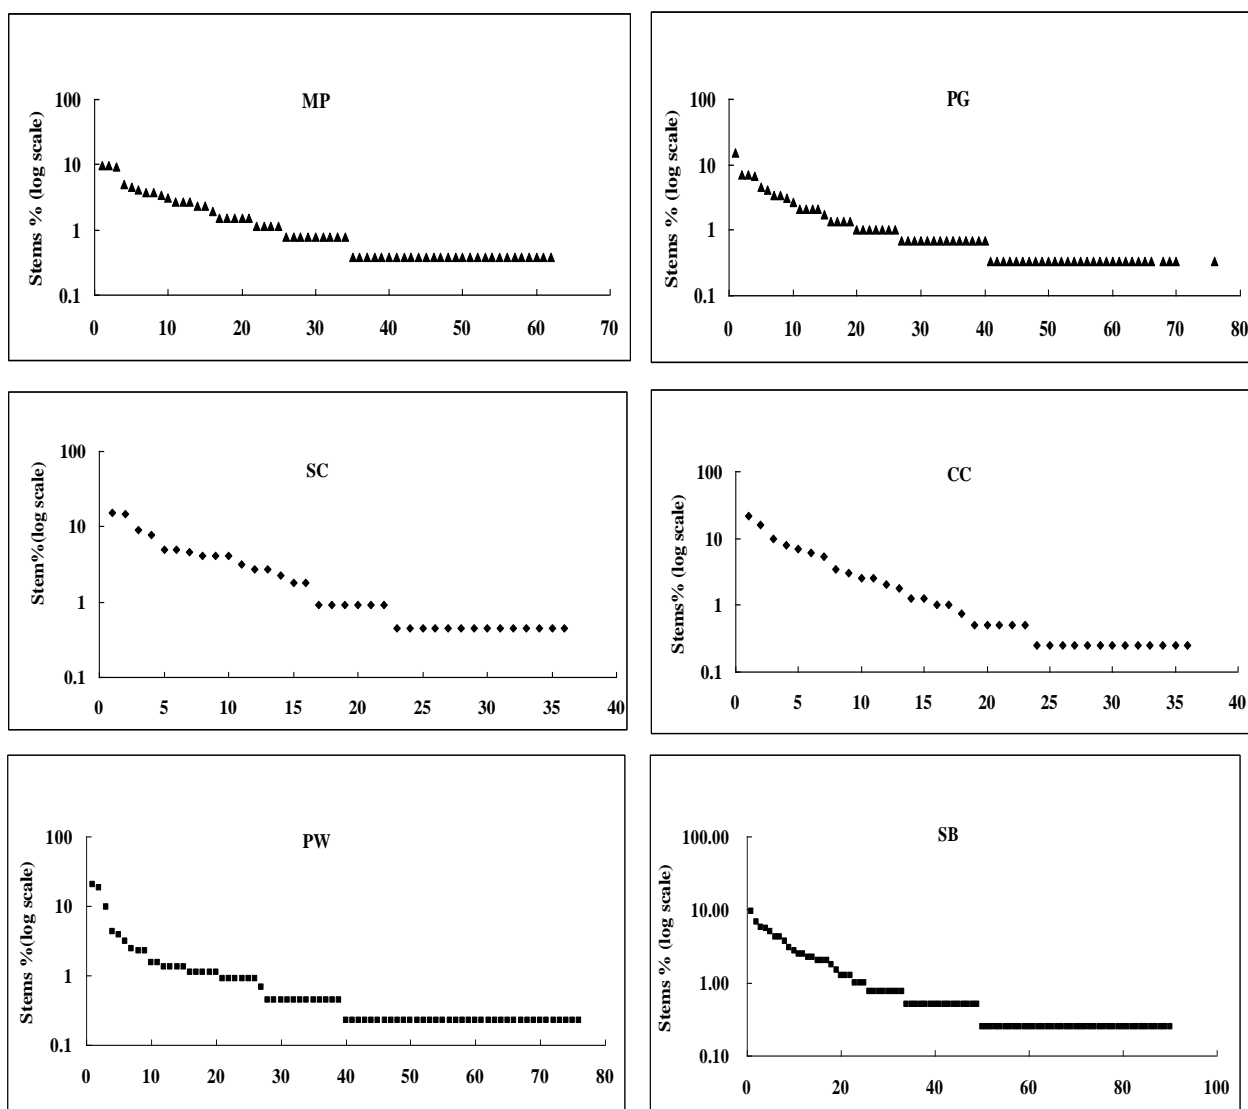 MP
Stems % (log scale)
100
10
1
0.1
0 10 20 30 40 50 60 70
PG
Stems % (log scale)
100
10
1
0.1
0 10 20 30 40 50 60 70 80
SC
Stem%(log scale)
100
10
1
0.1
0 5 10 15 20 25 30 35 40
CC
Stems% (log scale)
100
10
1
0.1
0 5 10 15 20 25 30 35 40
PW
Stems %(log scale)
100
10
1
0.1
0 10 20 30 40 50 60 70 80
SB
Stems % (log scale)
100.00
10.00
1.00
0.10
0 20 40 60 80 100